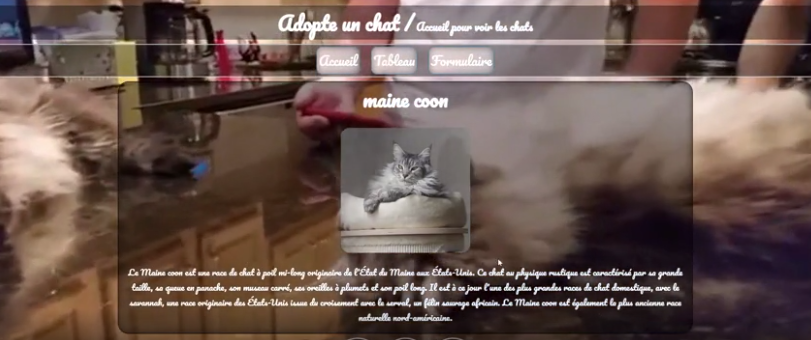 Adopte un chat / Accueil pour voir les chats
Accueil Tableau Formulaire
maine coon
Le Maine coon est une race de chat à poil mi-long originaire de l'État du Maine aux États-Unis. Ce chat au physique rustique est caractérisé par sa grande
taille, sa queue en panache, son museau carré, ses oreilles à plumets et son poil long. Il est à ce jour l'une des plus grandes races de chat domestique, avec le
savannah, une race originaire des États-Unis issue du croisement avec le serval, un félin sauvage africain. Le Maine coon est également la plus ancienne race
naturelle nord-américaine.